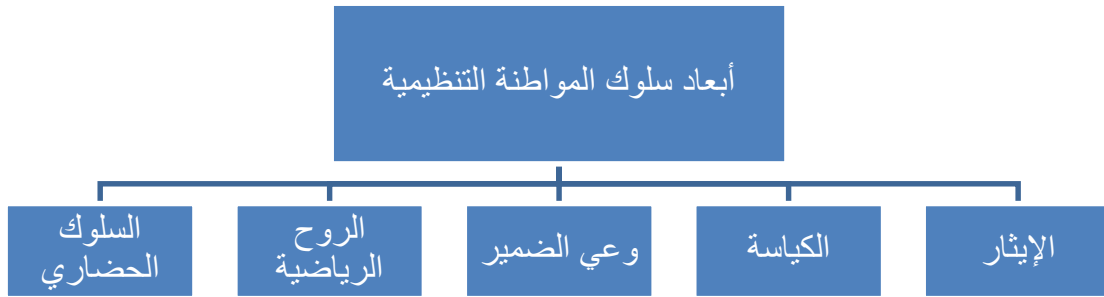 أبعاد سلوك المواطنة التنظيمية
الإيثار
الكياسة
وعي الضمير
الروح
الرياضية
السلوك
الحضاري